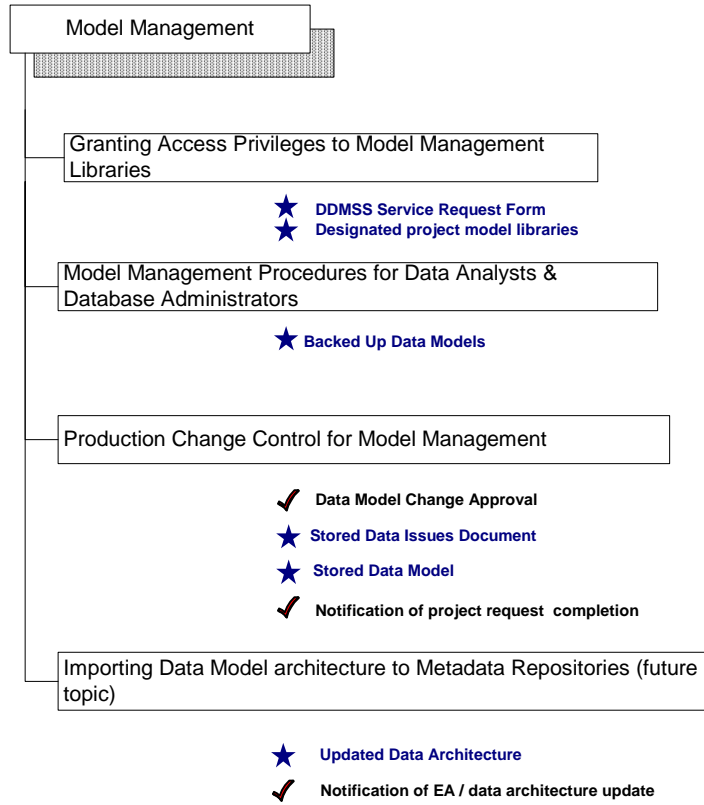 Model Management
Granting Access Privileges to Model Management
Libraries
DDMSS Service Request Form
Designated project model libraries
Model Management Procedures for Data Analysts &
Database Administrators
Backed Up Data Models
Production Change Control for Model Management
Data Model Change Approval
Stored Data Issues Document
Stored Data Model
Notification of project request completion
Importing Data Model architecture to Metadata Repositories (future
topic)
Updated Data Architecture
Notification of EA / data architecture update